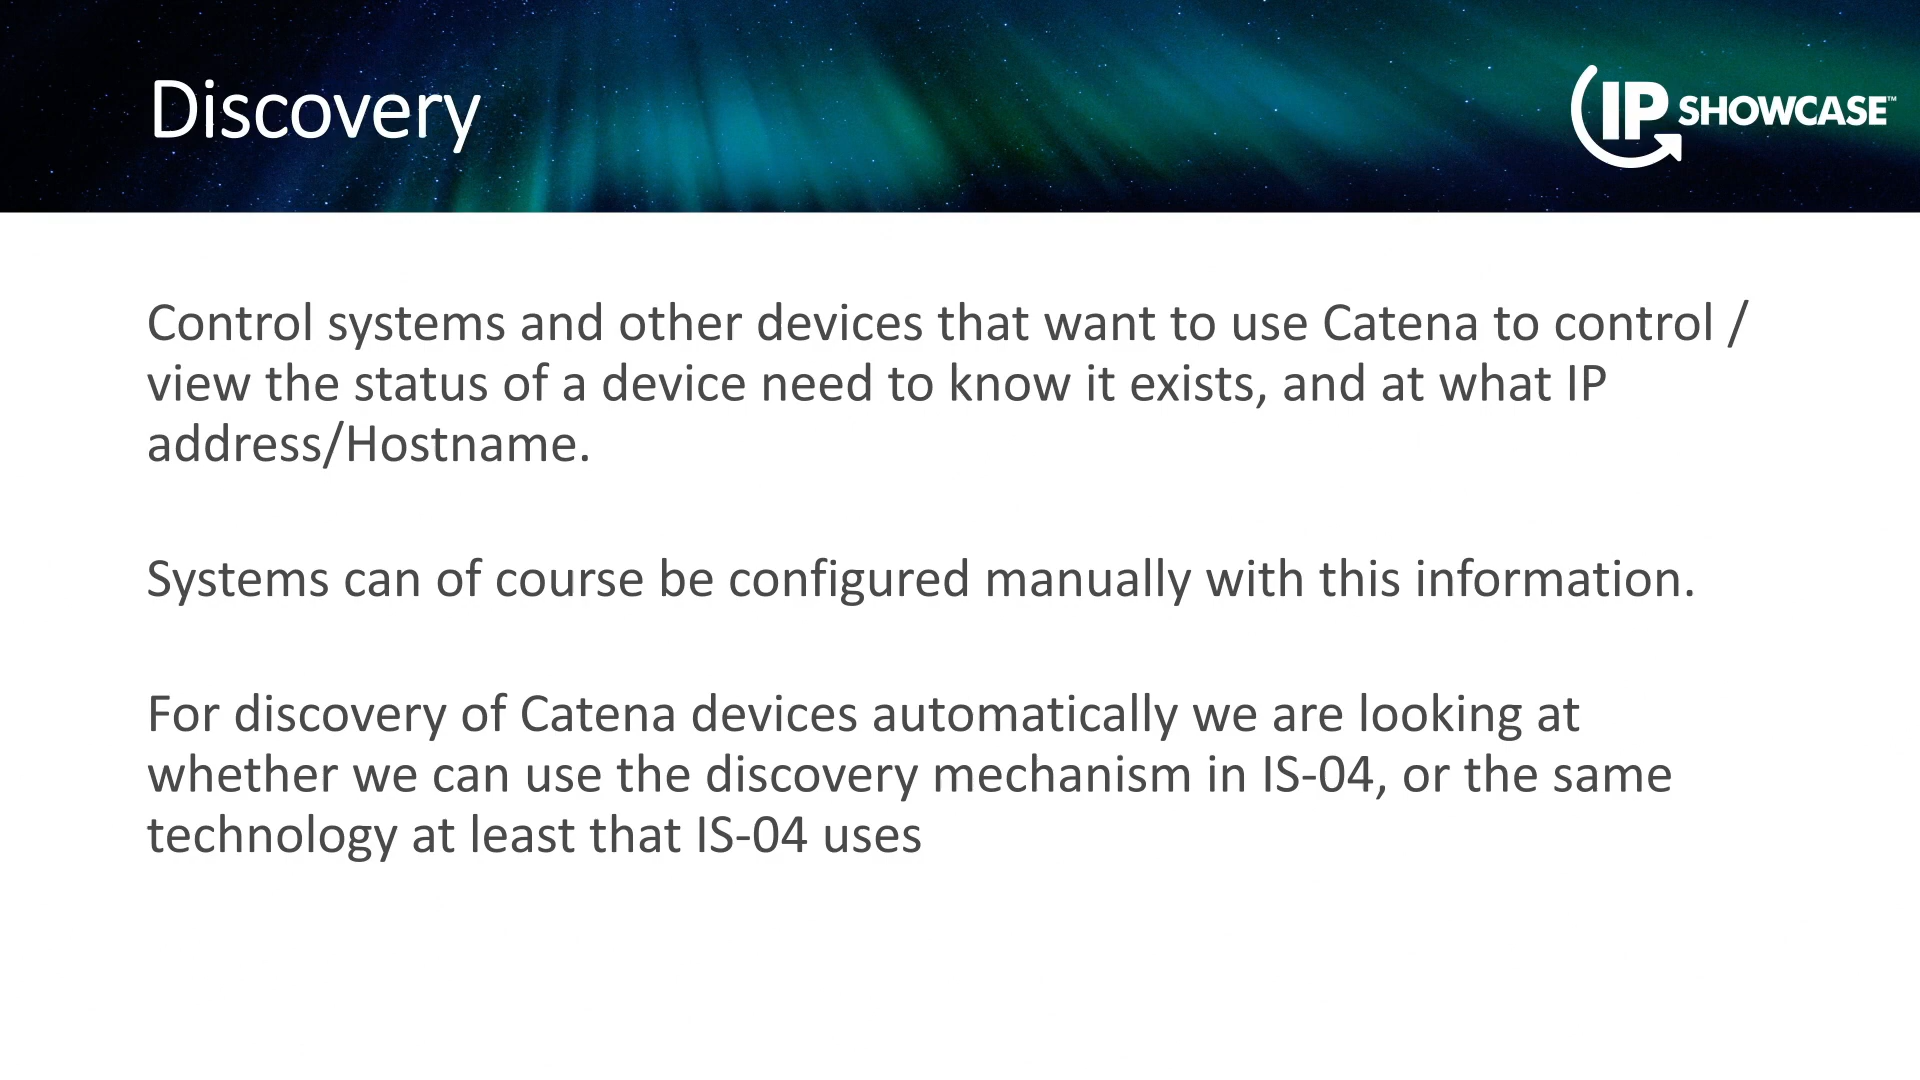 Discovery
IP SHOWCASE™
Control systems and other devices that want to use Catena to control /
view the status of a device need to know it exists, and at what IP
address/Hostname.
Systems can of course be configured manually with this information.
For discovery of Catena devices automatically we are looking at
whether we can use the discovery mechanism in IS-04, or the same
technology at least that IS-04 uses